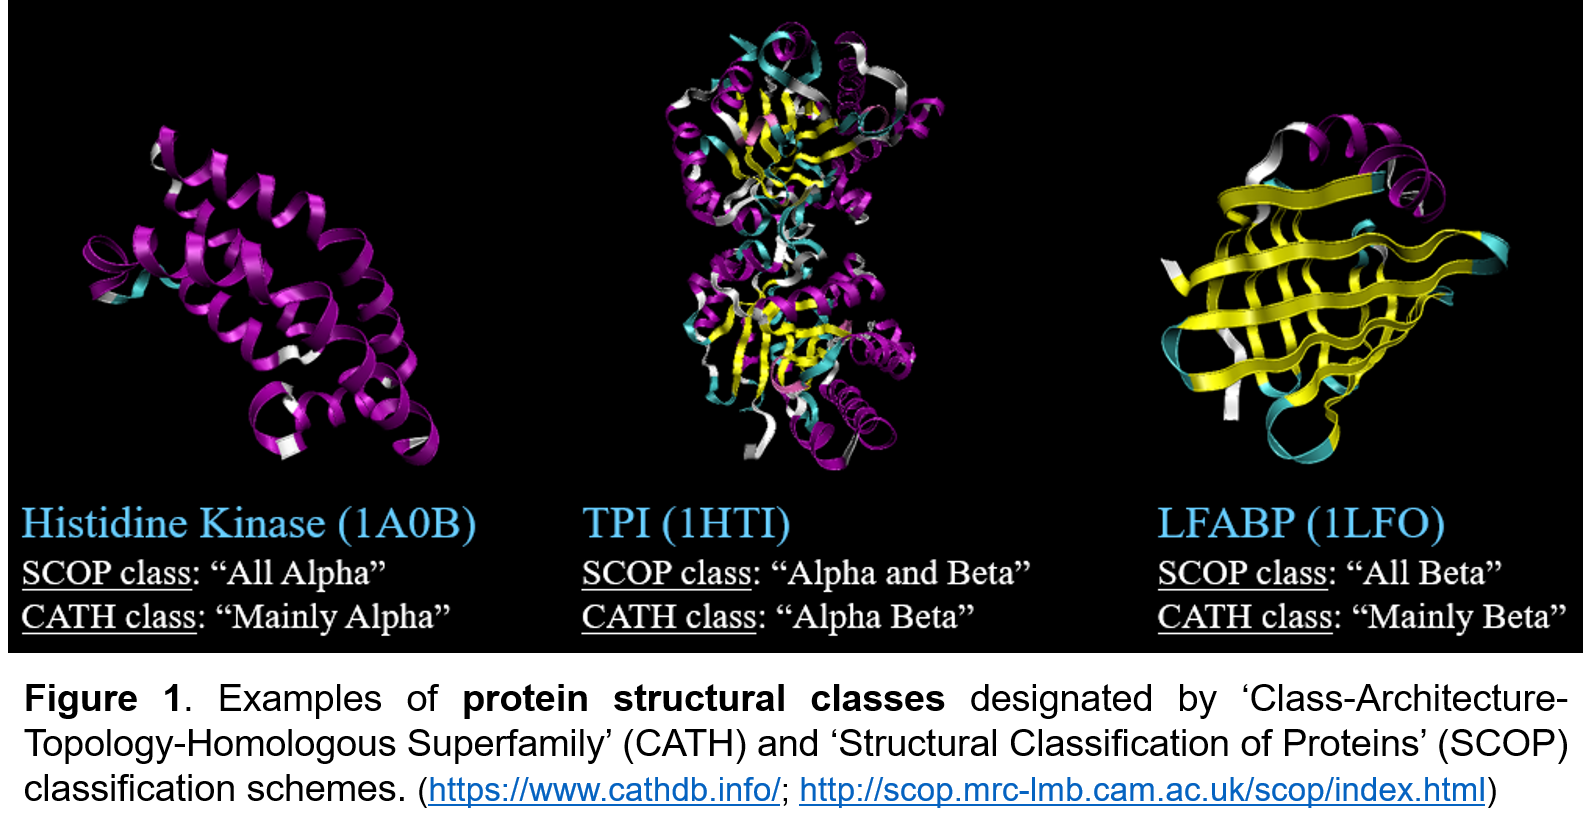 Histidine Kinase (1A0B)
SCOP class: “All Alpha”
CATH class: “Mainly Alpha”
TPI (1HTI)
SCOP class: “Alpha and Beta”
CATH class: “Alpha Beta”
LFABP (1LFO)
SCOP class: “All Beta”
CATH class: “Mainly Beta”
Figure 1. Examples of protein structural classes designated by ‘Class-Architecture-
Topology-Homologous Superfamily’ (CATH) and ‘Structural Classification of Proteins’ (SCOP)
classification schemes. (https://www.cathdb.info/; http://scop.mrc-lmb.cam.ac.uk/scop/index.html)